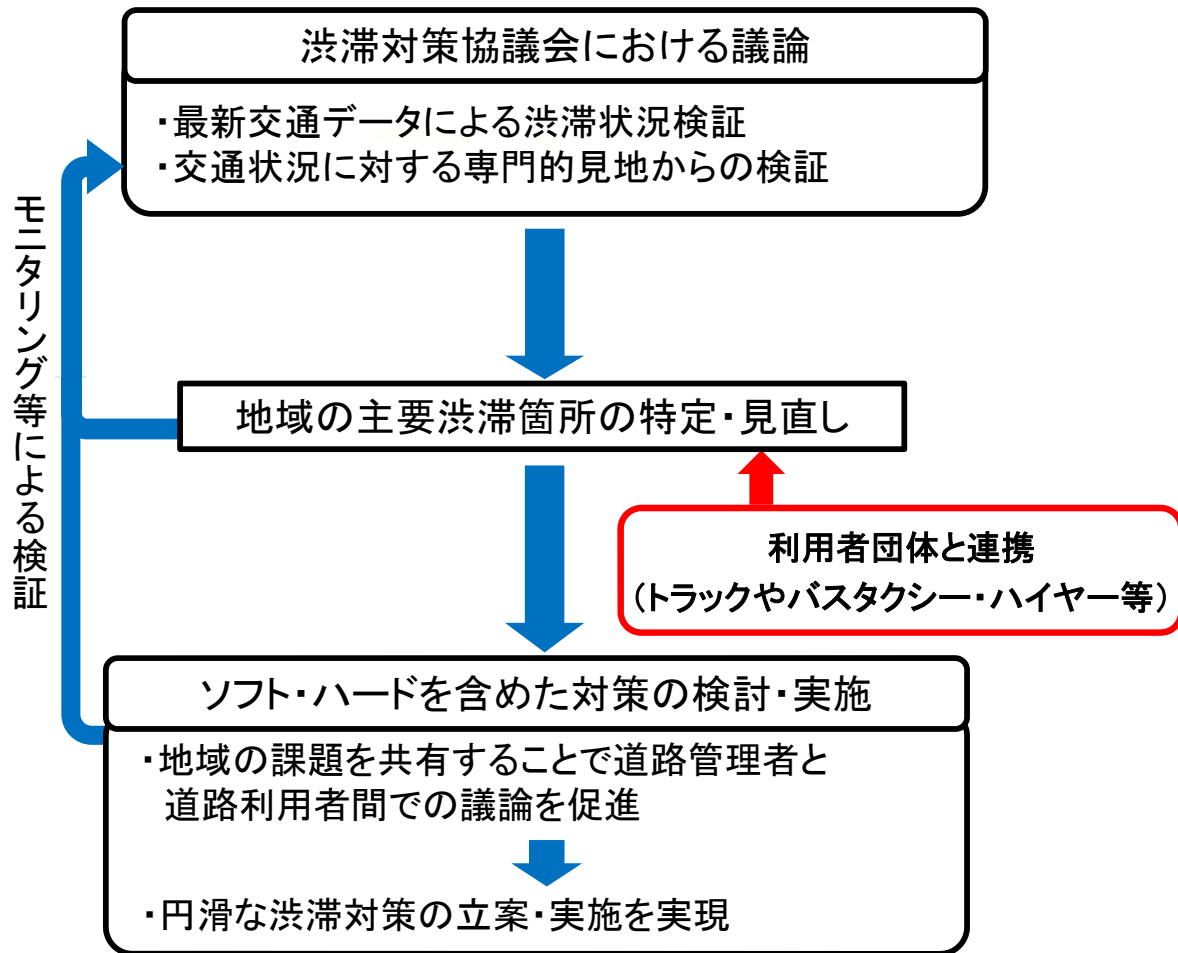 渋滞対策協議会における議論
・最新交通データによる渋滞状況検証
・交通状況に対する専門的見地からの検証
モニタリング等による検証
地域の主要渋滞箇所の特定・見直し
利用者団体と連携
(トラックやバスタクシー・ハイヤー等)
ソフト・ハードを含めた対策の検討・実施
・地域の課題を共有することで道路管理者と
道路利用者間での議論を促進
・円滑な渋滞対策の立案・実施を実現